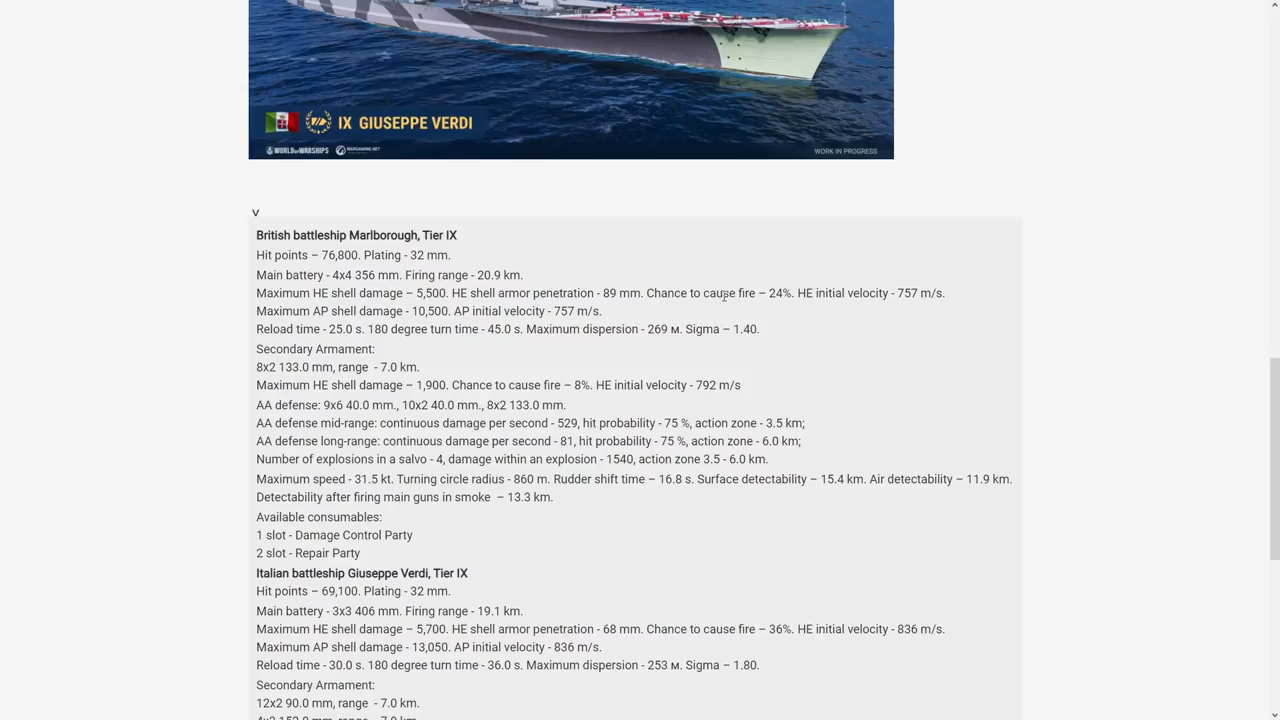 IX GIUSEPPE VERDI
WORLD OF WARSHIPS WARGAMING.NET WORK IN PROGRESS
v
British battleship Marlborough, Tier IX
Hit points – 76,800. Plating - 32 mm.
Main battery - 4x4 356 mm. Firing range - 20.9 km.
Maximum HE shell damage – 5,500. HE shell armor penetration - 89 mm. Chance to cause fire – 24%. HE initial velocity - 757 m/s.
Maximum AP shell damage - 10,500. AP initial velocity - 757 m/s.
Reload time - 25.0 s. 180 degree turn time - 45.0 s. Maximum dispersion - 269 м. Sigma – 1.40.
Secondary Armament:
8x2 133.0 mm, range  - 7.0 km.
Maximum HE shell damage – 1,900. Chance to cause fire – 8%. HE initial velocity - 792 m/s
AA defense: 9x6 40.0 mm., 10x2 40.0 mm., 8x2 133.0 mm.
AA defense mid-range: continuous damage per second - 529, hit probability - 75 %, action zone - 3.5 km;
AA defense long-range: continuous damage per second - 81, hit probability - 75 %, action zone - 6.0 km;
Number of explosions in a salvo - 4, damage within an explosion - 1540, action zone 3.5 - 6.0 km.
Maximum speed - 31.5 kt. Turning circle radius - 860 m. Rudder shift time – 16.8 s. Surface detectability – 15.4 km. Air detectability – 11.9 km.
Detectability after firing main guns in smoke  – 13.3 km.
Available consumables:
1 slot - Damage Control Party
2 slot - Repair Party
Italian battleship Giuseppe Verdi, Tier IX
Hit points – 69,100. Plating - 32 mm.
Main battery - 3x3 406 mm. Firing range - 19.1 km.
Maximum HE shell damage – 5,700. HE shell armor penetration - 68 mm. Chance to cause fire – 36%. HE initial velocity - 836 m/s.
Maximum AP shell damage - 13,050. AP initial velocity - 836 m/s.
Reload time - 30.0 s. 180 degree turn time - 36.0 s. Maximum dispersion - 253 м. Sigma – 1.80.
Secondary Armament:
12x2 90.0 mm, range  - 7.0 km.
4x3 152.0 mm, range  - 7.0 km.